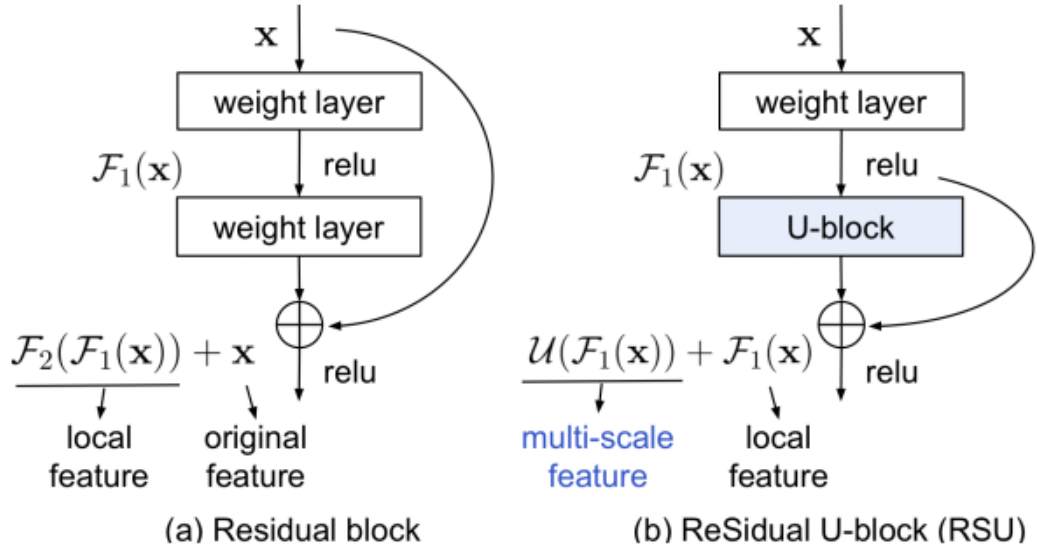 x
weight layer
F₁(x)
relu
weight layer
F₂(F₁(x)) + x
relu
local
feature
original
feature
(a) Residual block
x
weight layer
F₁(x)
relu
U-block
U(F₁(x)) + F₁(x)
relu
multi-scale
feature
local
feature
(b) ReSidual U-block (RSU)